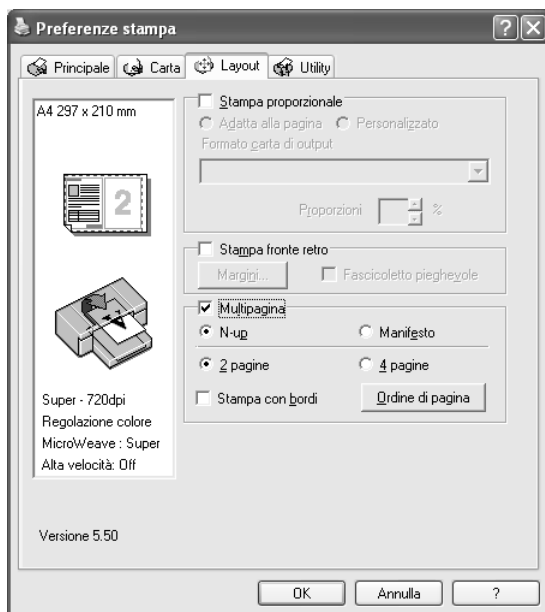 Preferenze stampa
Principale Carta Layout Utility
A4 297 x 210 mm
2
Super - 720dpi
Regolazione colore
MicroWeave : Super
Alta velocità: Off
Versione 5.50
Stampa proporzionale
Adatta alla pagina Personalizzato
Formato carta di output
Proporzioni %
Stampa fronte retro
Margini... Fascicoletto pieghevole
Multipagina
N-up Manifesto
2 pagine 4 pagine
Stampa con bordi Ordine di pagina
OK Annulla ?